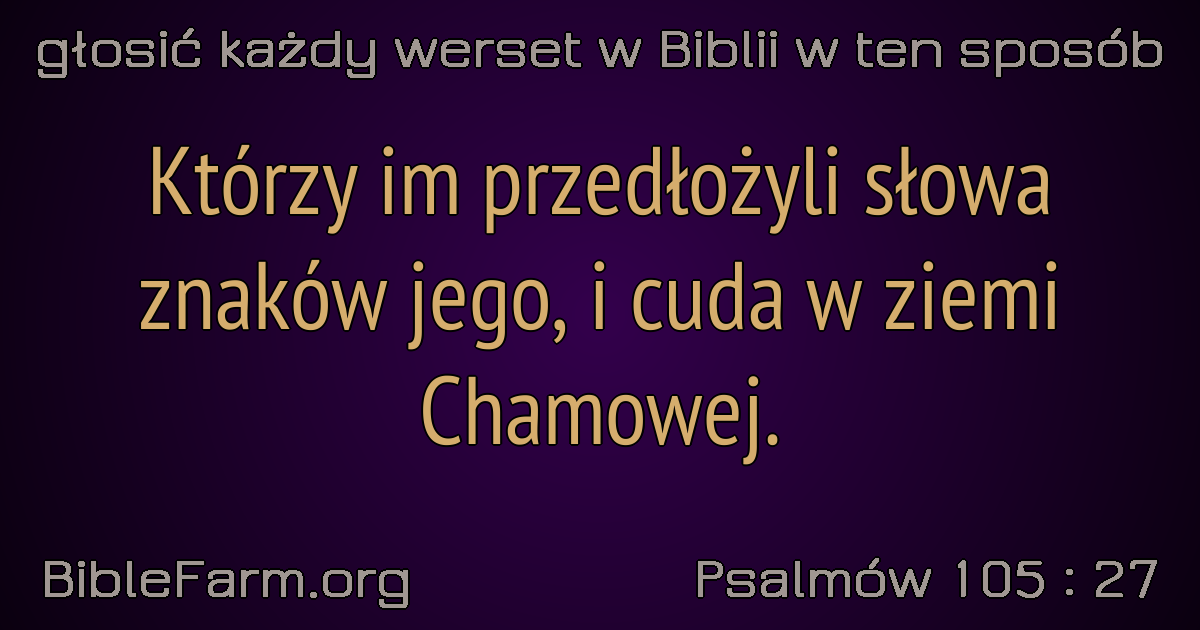 głosić każdy werset w Biblii w ten sposób
Którzy im przedłożyli słowa
znaków jego, i cuda w ziemi
Chamowej.
BibleFarm.org
Psalmów 105 : 27